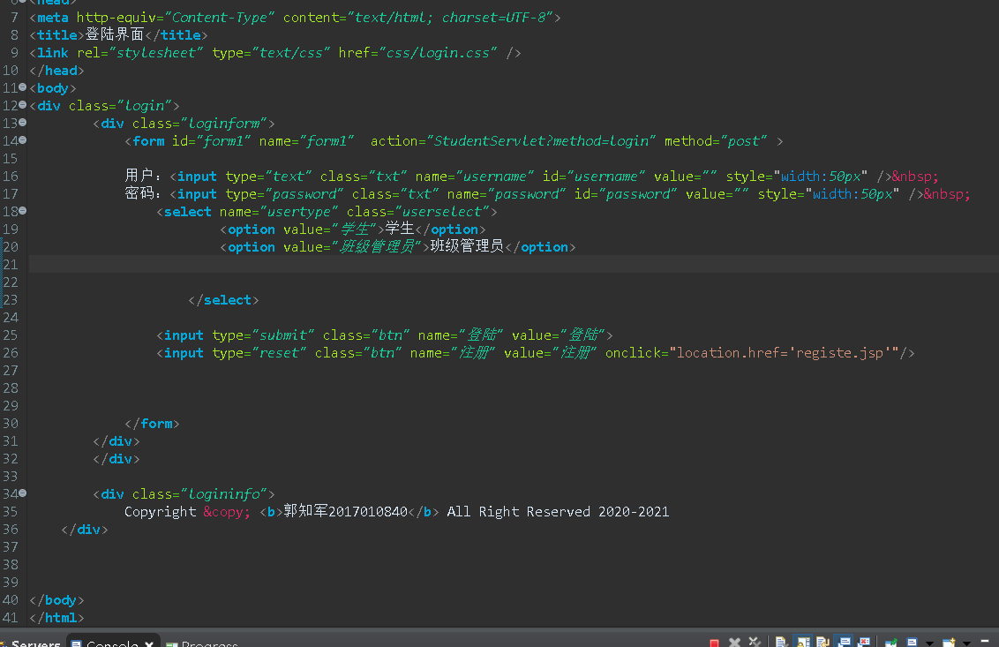 6 <head>
7 <meta http-equiv="Content-Type" content="text/html; charset=UTF-8">
8 <title>登陆界面</title>
9 <link rel="stylesheet" type="text/css" href="css/login.css" />
10 </head>
11 <body>
12 <div class="login">
13 <div class="loginform">
14 <form id="form1" name="form1"  action="StudentServlet?method=login" method="post" >
15
16 用户：<input type="text" class="txt" name="username" id="username" value="" style="width:50px" />&nbsp;
17 密码：<input type="password" class="txt" name="password" id="password" value="" style="width:50px" />&nbsp;
18 <select name="usertype" class="userselect">
19 <option value="学生">学生</option>
20 <option value="班级管理员">班级管理员</option>
21
22
23 </select>
24
25 <input type="submit" class="btn" name="登陆" value="登陆">
26 <input type="reset" class="btn" name="注册" value="注册" onclick="location.href='registe.jsp'"/>
27
28
29
30 </form>
31 </div>
32 </div>
33
34 <div class="logininfo">
35 Copyright &copy; <b>郭知军2017010840</b> All Right Reserved 2020-2021
36 </div>
37
38
39
40 </body>
41 </html>
Servers Console Progress